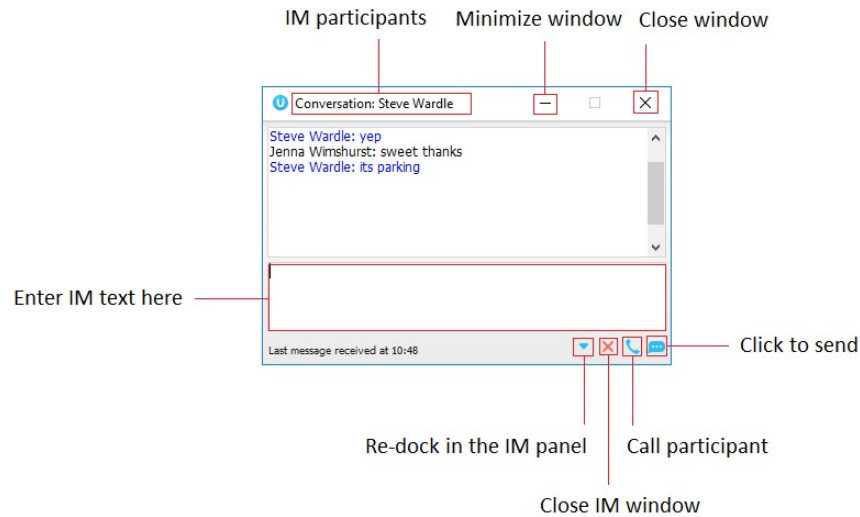 IM participants Minimize window Close window
U Conversation: Steve Wardle
Steve Wardle: yep
Jenna Wimshurst: sweet thanks
Steve Wardle: its parking
Enter IM text here
Last message received at 10:48
Click to send
Re-dock in the IM panel Call participant
Close IM window